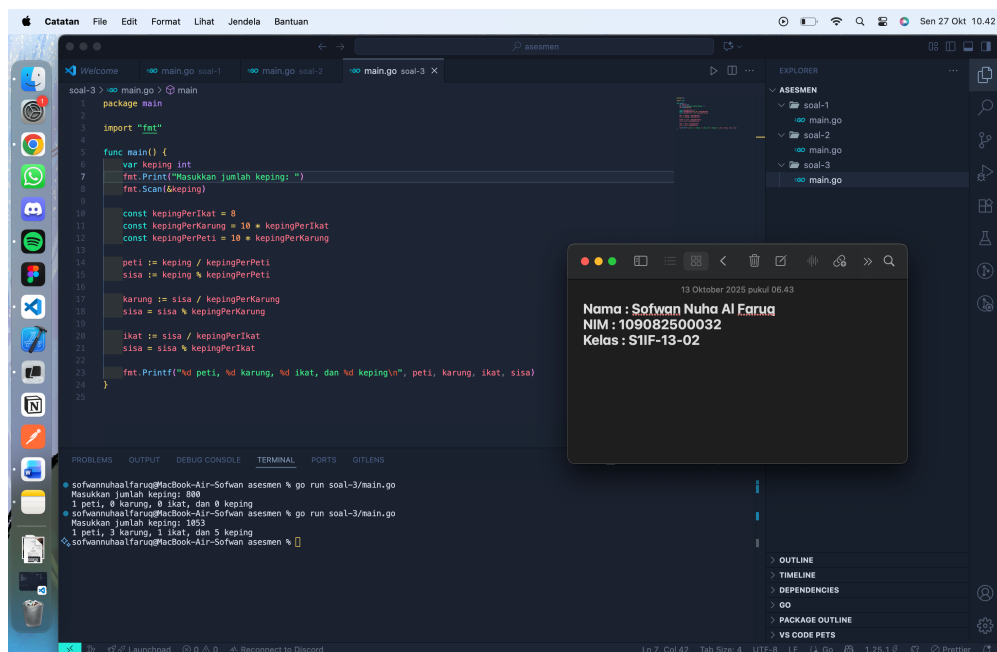 Catatan File Edit Format Lihat Jendela Bantuan
Sen 27 Okt 10.42
asesmen
Welcome
main.go soal-1
main.go soal-2
main.go soal-3
soal-3 > main.go > main
1 package main
2
3 import "fmt"
4
5 func main() {
6 var keping int
7 fmt.Print("Masukkan jumlah keping: ")
8 fmt.Scan(&keping)
9
10 const kepingPerIkat = 8
11 const kepingPerKarung = 10 * kepingPerIkat
12 const kepingPerPeti = 10 * kepingPerKarung
13
14 peti := keping / kepingPerPeti
15 sisa := keping % kepingPerPeti
16
17 karung := sisa / kepingPerKarung
18 sisa = sisa % kepingPerKarung
19
20 ikat := sisa / kepingPerIkat
21 sisa = sisa % kepingPerIkat
22
23 fmt.Printf("%d peti, %d karung, %d ikat, dan %d keping\n", peti, karung, ikat, sisa)
24 }
25
EXPLORER
ASESMEN
soal-1
main.go
soal-2
main.go
soal-3
main.go
13 Oktober 2025 pukul 06.43
Nama : Sofwan Nuha Al Faruq
NIM : 109082500032
Kelas : S1IF-13-02
PROBLEMS OUTPUT DEBUG CONSOLE TERMINAL PORTS GITLENS
sofwannuhaalfaruq@MacBook-Air-Sofwan asesmen % go run soal-3/main.go
Masukkan jumlah keping: 800
1 peti, 0 karung, 0 ikat, dan 0 keping
sofwannuhaalfaruq@MacBook-Air-Sofwan asesmen % go run soal-3/main.go
Masukkan jumlah keping: 1053
1 peti, 3 karung, 1 ikat, dan 5 keping
sofwannuhaalfaruq@MacBook-Air-Sofwan asesmen %
OUTLINE
TIMELINE
DEPENDENCIES
GO
PACKAGE OUTLINE
VS CODE PETS
Launchpad 0 0 Reconnect to Discord
Ln 7, Col 42 Tab Size: 4 UTF-8 LF Go 1.25.1 Prettier